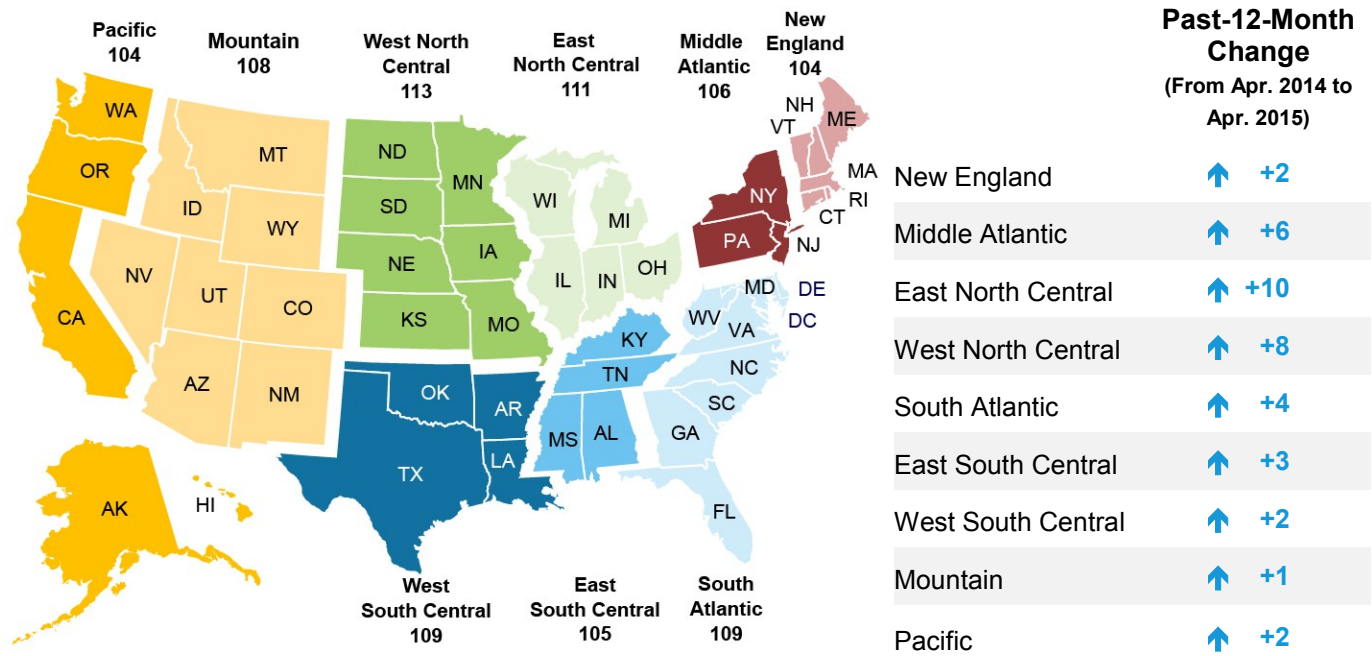 Pacific
104
Mountain
108
West North
Central
113
East
North Central
111
Middle
Atlantic
106
New
England
104
WA
OR
CA
AK
HI
MT
ID
WY
NV
UT
CO
AZ
NM
ND
SD
NE
KS
MN
IA
MO
WI
MI
IL
IN
OH
NY
PA
NJ
NH
VT
ME
MA
RI
CT
MD
DE
DC
WV
VA
NC
SC
GA
FL
KY
TN
MS
AL
OK
AR
TX
LA
West
South Central
109
East
South Central
105
South
Atlantic
109
Past-12-Month
Change
(From Apr. 2014 to
Apr. 2015)
New England +2
Middle Atlantic +6
East North Central +10
West North Central +8
South Atlantic +4
East South Central +3
West South Central +2
Mountain +1
Pacific +2